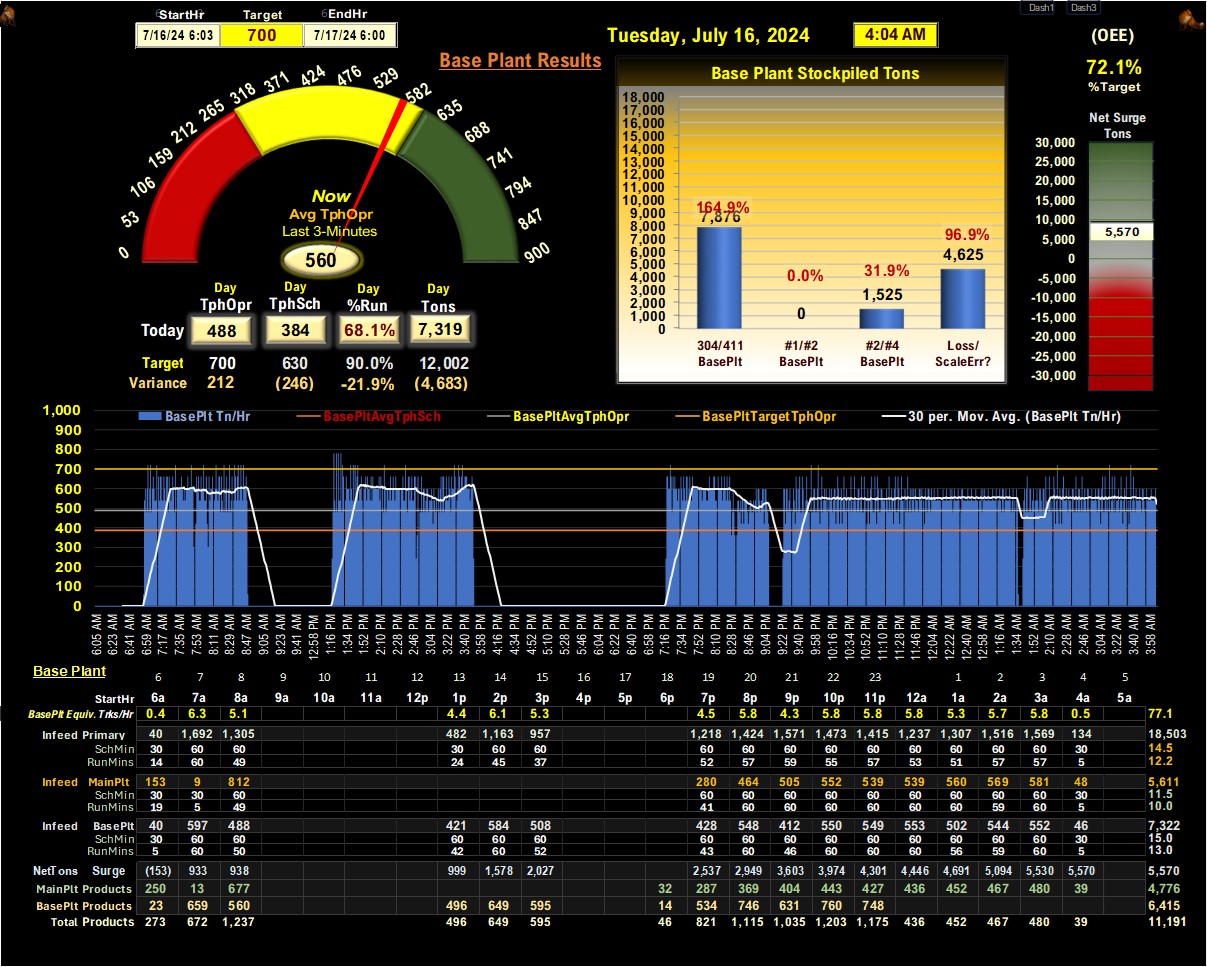 Dash1 Dash3
StartHr Target 6EndHr
7/16/24 6:03 700 7/17/24 6:00
Tuesday, July 16, 2024 4:04 AM
(OEE)
72.1%
%Target
Base Plant Results
0 53 106 159 212 265 318 371 424 476 529 582 635 688 741 794 847 900
Now
Avg TphOpr
Last 3-Minutes
560
Day Day Day Day
TphOpr TphSch %Run Tons
Today 488 384 68.1% 7,319
Target 700 630 90.0% 12,002
Variance 212 (246) -21.9% (4,683)
Base Plant Stockpiled Tons
18,000
17,000
16,000
15,000
14,000
13,000
12,000
11,000
10,000
9,000
8,000
7,000
6,000
5,000
4,000
3,000
2,000
1,000
0
164.9% 0.0% 31.9% 96.9%
7,876 0 1,525 4,625
304/411 #1/#2 #2/#4 Loss/
BasePlt BasePlt BasePlt ScaleErr?
Net Surge
Tons
30,000
25,000
20,000
15,000
10,000
5,000
0
-5,000
-10,000
-15,000
-20,000
-25,000
-30,000
5,570
BasePlt Tn/Hr BasePltAvgTphSch BasePltAvgTphOpr BasePltTargetTphOpr 30 per. Mov. Avg. (BasePlt Tn/Hr)
1,000
900
800
700
600
500
400
300
200
100
0
6:05 AM 6:23 AM 6:41 AM 6:59 AM 7:17 AM 7:35 AM 7:53 AM 8:11 AM 8:29 AM 8:47 AM 9:05 AM 9:23 AM 9:41 AM 12:58 PM 1:16 PM 1:34 PM 1:52 PM 2:10 PM 2:28 PM 2:46 PM 3:04 PM 3:22 PM 3:40 PM 3:58 PM 4:16 PM 4:34 PM 4:52 PM 5:10 PM 5:28 PM 5:46 PM 6:04 PM 6:22 PM 6:40 PM 6:58 PM 7:16 PM 7:34 PM 7:52 PM 8:10 PM 8:28 PM 8:46 PM 9:04 PM 9:22 PM 9:40 PM 9:58 PM 10:16 PM 10:34 PM 10:52 PM 11:10 PM 11:28 PM 11:46 PM 12:04 AM 12:22 AM 12:40 AM 12:58 AM 1:16 AM 1:34 AM 1:52 AM 2:10 AM 2:28 AM 2:46 AM 3:04 AM 3:22 AM 3:40 AM 3:58 AM
Base Plant
6 7 8 9 10 11 12 13 14 15 16 17 18 19 20 21 22 23 1 2 3 4 5
StartHr 6a 7a 8a 9a 10a 11a 12p 1p 2p 3p 4p 5p 6p 7p 8p 9p 10p 11p 12a 1a 2a 3a 4a 5a
BasePlt Equiv. Trks/Hr 0.4 6.3 5.1 4.4 6.1 5.3 4.5 5.8 4.3 5.8 5.8 5.8 5.3 5.7 5.8 0.5 77.1
Infeed Primary 40 1,692 1,305 482 1,163 957 1,218 1,424 1,571 1,473 1,415 1,237 1,307 1,516 1,569 134 18,503
SchMin 30 60 60 30 60 60 60 60 60 60 60 60 60 60 60 30 14.5
RunMins 14 60 49 24 45 37 52 57 59 55 57 53 51 57 57 5 12.2
Infeed MainPlt 153 9 812 280 464 505 552 539 539 560 569 581 48 5,611
SchMin 30 30 60 60 60 60 60 60 60 60 60 60 30 11.5
RunMins 19 5 49 41 60 60 60 60 60 60 59 60 5 10.0
Infeed BasePlt 40 597 488 421 584 508 428 548 412 550 549 553 502 544 552 46 7,322
SchMin 30 60 60 60 60 60 60 60 60 60 60 60 60 60 60 30 15.0
RunMins 5 60 50 42 60 52 43 60 46 60 60 60 56 59 60 5 13.0
NetTons Surge (153) 933 938 999 1,578 2,027 2,537 2,949 3,603 3,974 4,301 4,446 4,691 5,094 5,530 5,570 5,570
MainPlt Products 250 13 677 32 287 369 404 443 427 436 452 467 480 39 4,776
BasePlt Products 23 659 560 496 649 595 14 534 746 631 760 748 6,415
Total Products 273 672 1,237 496 649 595 46 821 1,115 1,035 1,203 1,175 436 452 467 480 39 11,191